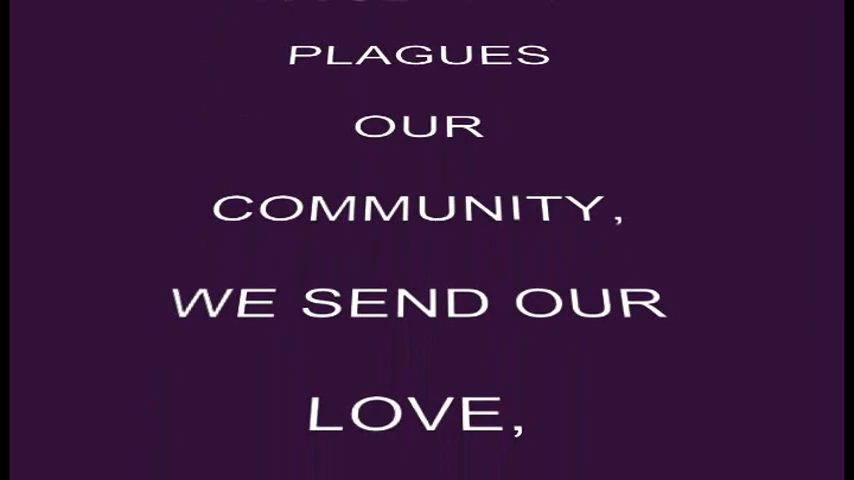 PLAGUES
OUR
COMMUNITY,
WE SEND OUR
LOVE,